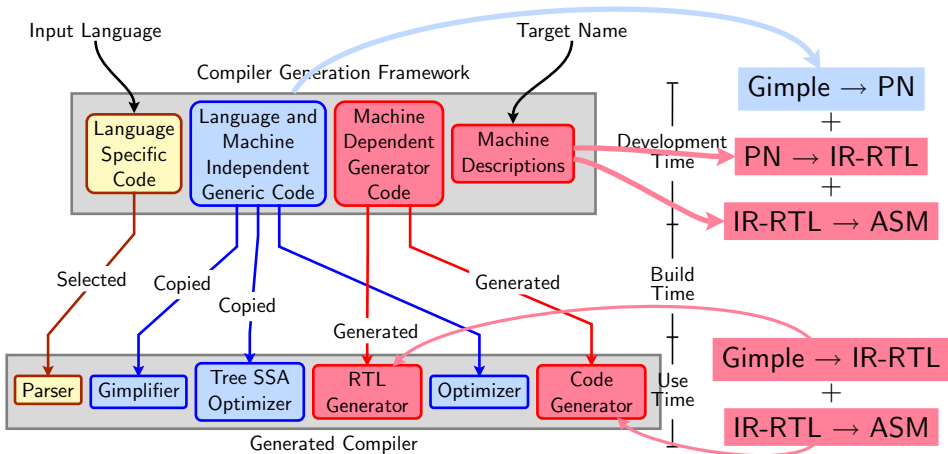 Input Language
Target Name
Compiler Generation Framework
Gimple → PN
+
Language
Specific
Code
Language and
Machine
Independent
Generic Code
Machine
Dependent
Generator
Code
Machine
Descriptions
Development
Time
PN → IR-RTL
+
IR-RTL → ASM
Selected
Copied
Copied
Generated
Generated
Build
Time
Parser
Gimplifier
Tree SSA
Optimizer
RTL
Generator
Optimizer
Code
Generator
Use
Time
Gimple → IR-RTL
+
IR-RTL → ASM
Generated Compiler